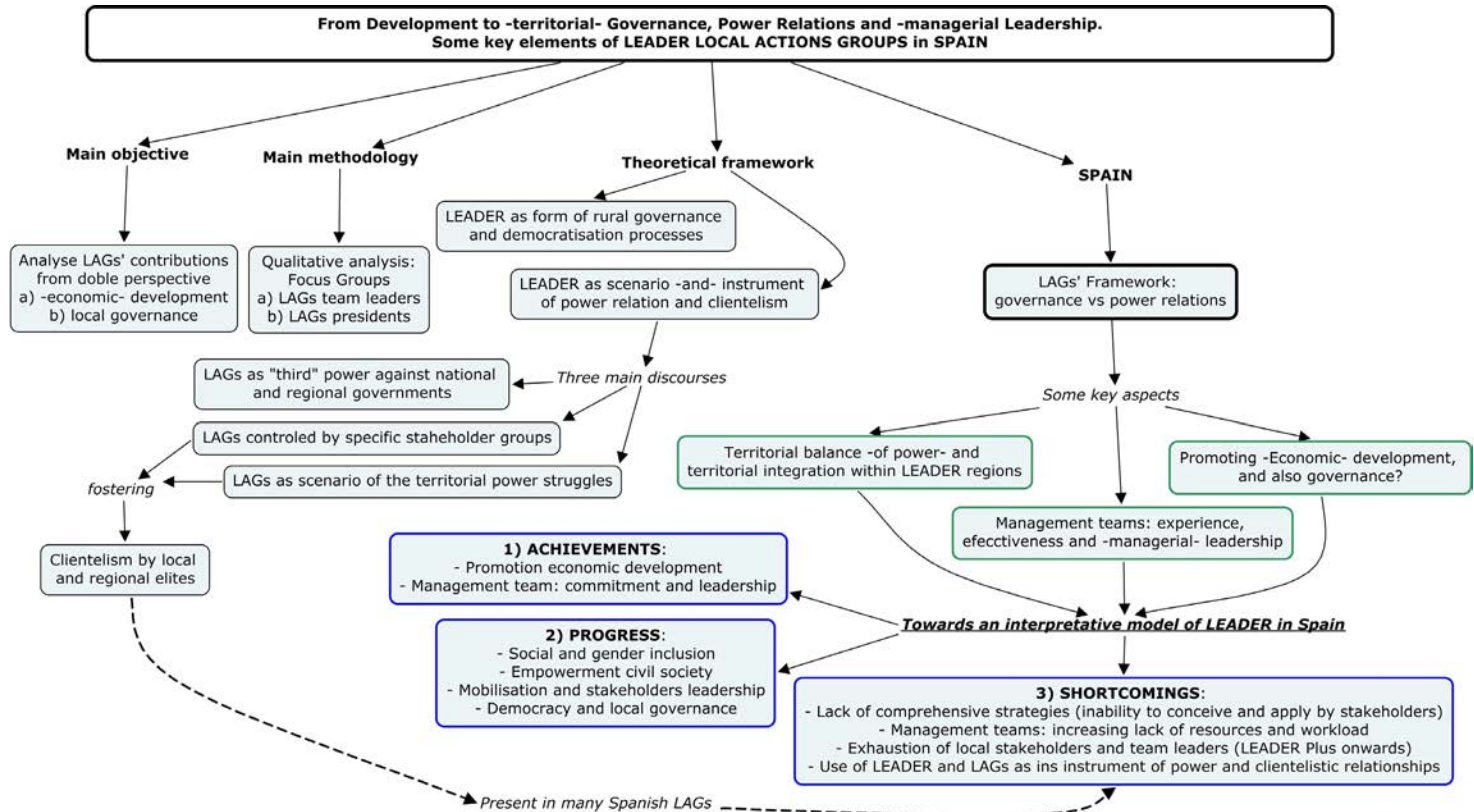 From Development to -territorial- Governance, Power Relations and -managerial Leadership.
Some key elements of LEADER LOCAL ACTIONS GROUPS in SPAIN
Main objective
Main methodology
Theoretical framework
SPAIN
LEADER as form of rural governance
and democratisation processes
Analyse LAGs' contributions
from doble perspective
a) -economic- development
b) local governance
Qualitative analysis:
Focus Groups
a) LAGs team leaders
b) LAGs presidents
LEADER as scenario -and- instrument
of power relation and clientelism
LAGs' Framework:
governance vs power relations
LAGs as "third" power against national
and regional governments
Three main discourses
Some key aspects
LAGs controled by specific staheholder groups
Territorial balance -of power- and
territorial integration within LEADER regions
Promoting -Economic- development,
and also governance?
fostering
LAGs as scenario of the territorial power struggles
Management teams: experience,
efecctiveness and -managerial- leadership
Clientelism by local
and regional elites
1) ACHIEVEMENTS:
- Promotion economic development
- Management team: commitment and leadership
Towards an interpretative model of LEADER in Spain
2) PROGRESS:
- Social and gender inclusion
- Empowerment civil society
- Mobilisation and stakeholders leadership
- Democracy and local governance
3) SHORTCOMINGS:
- Lack of comprehensive strategies (inability to conceive and apply by stakeholders)
- Management teams: increasing lack of resources and workload
- Exhaustion of local stakeholders and team leaders (LEADER Plus onwards)
- Use of LEADER and LAGs as ins instrument of power and clientelistic relationships
Present in many Spanish LAGs